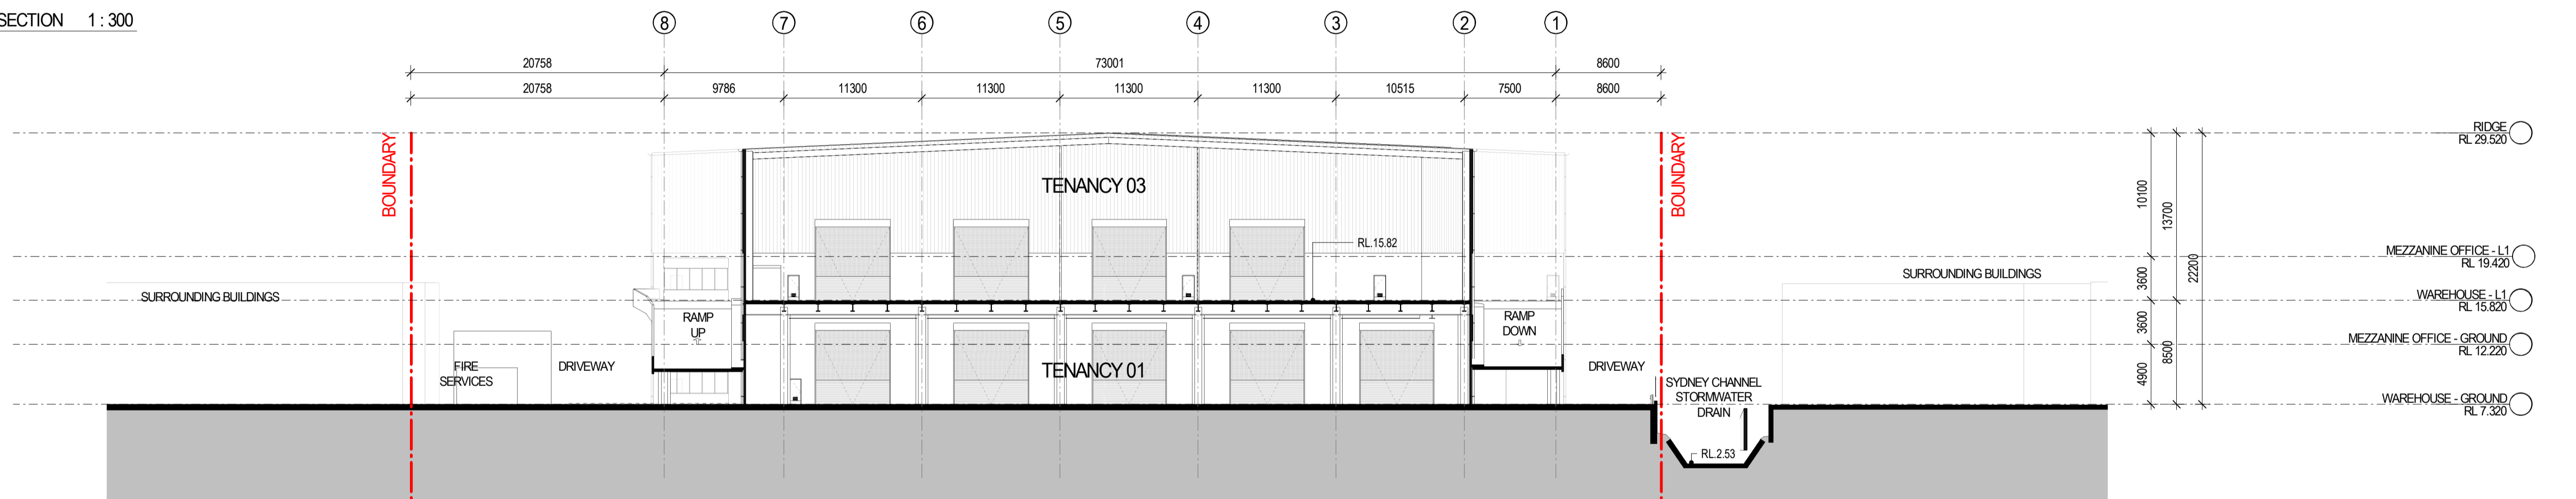 SECTION 1 : 300
8 7 6 5 4 3 2 1
20758 73001 8600
20758 9786 11300 11300 11300 11300 10515 7500 8600
BOUNDARY
BOUNDARY
RIDGE
RL 29.520
TENANCY 03
10100
13700
22200
RL.15.82
MEZZANINE OFFICE - L1
RL 19.420
SURROUNDING BUILDINGS
SURROUNDING BUILDINGS
3600
WAREHOUSE - L1
RL 15.820
RAMP
UP
RAMP
DOWN
3600
8500
MEZZANINE OFFICE - GROUND
RL 12.220
FIRE
SERVICES
DRIVEWAY
TENANCY 01
DRIVEWAY
4900
SYDNEY CHANNEL
STORMWATER
DRAIN
WAREHOUSE - GROUND
RL 7.320
RL.2.53